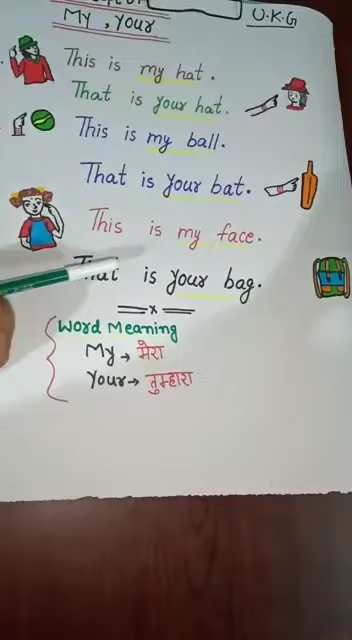 My, Your
U.K.G
This is my hat.
That is your hat.
This is my ball.
That is your bat.
This is my face.
That is your bag.
Word Meaning
My → मेरा
Your → तुम्हारा